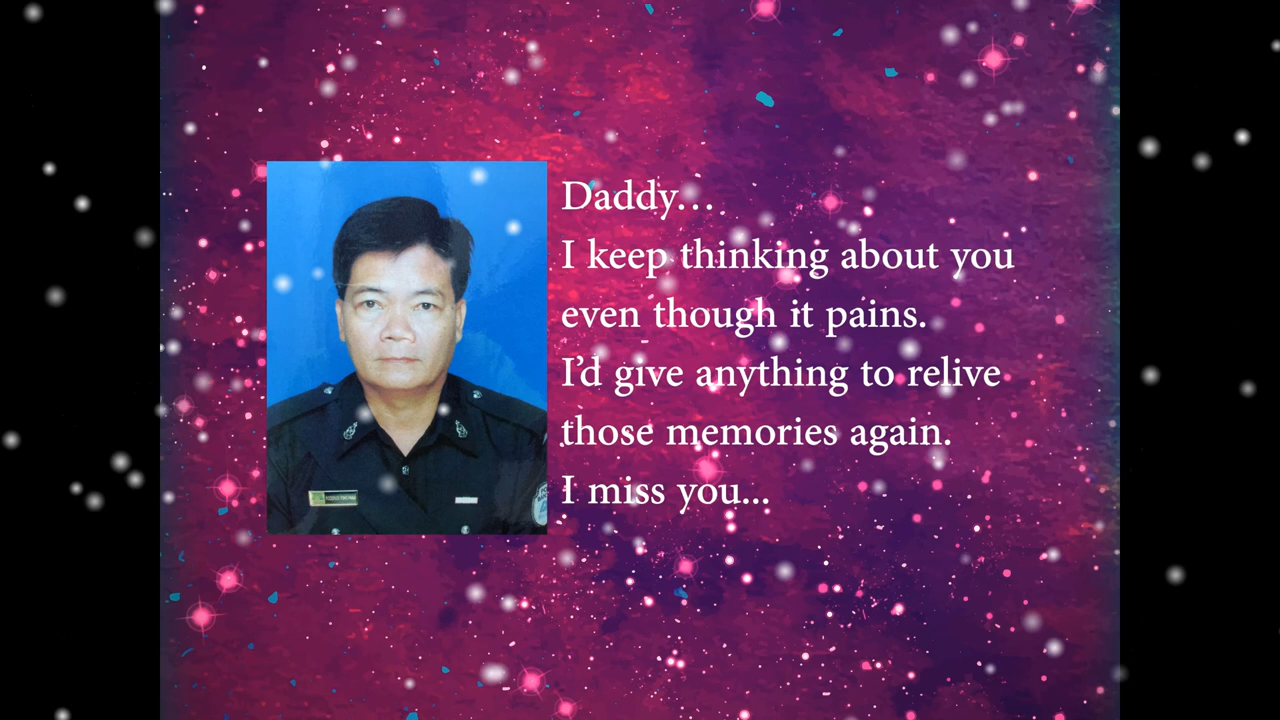 Daddy…
I keep thinking about you
even though it pains.
I’d give anything to relive
those memories again.
I miss you...